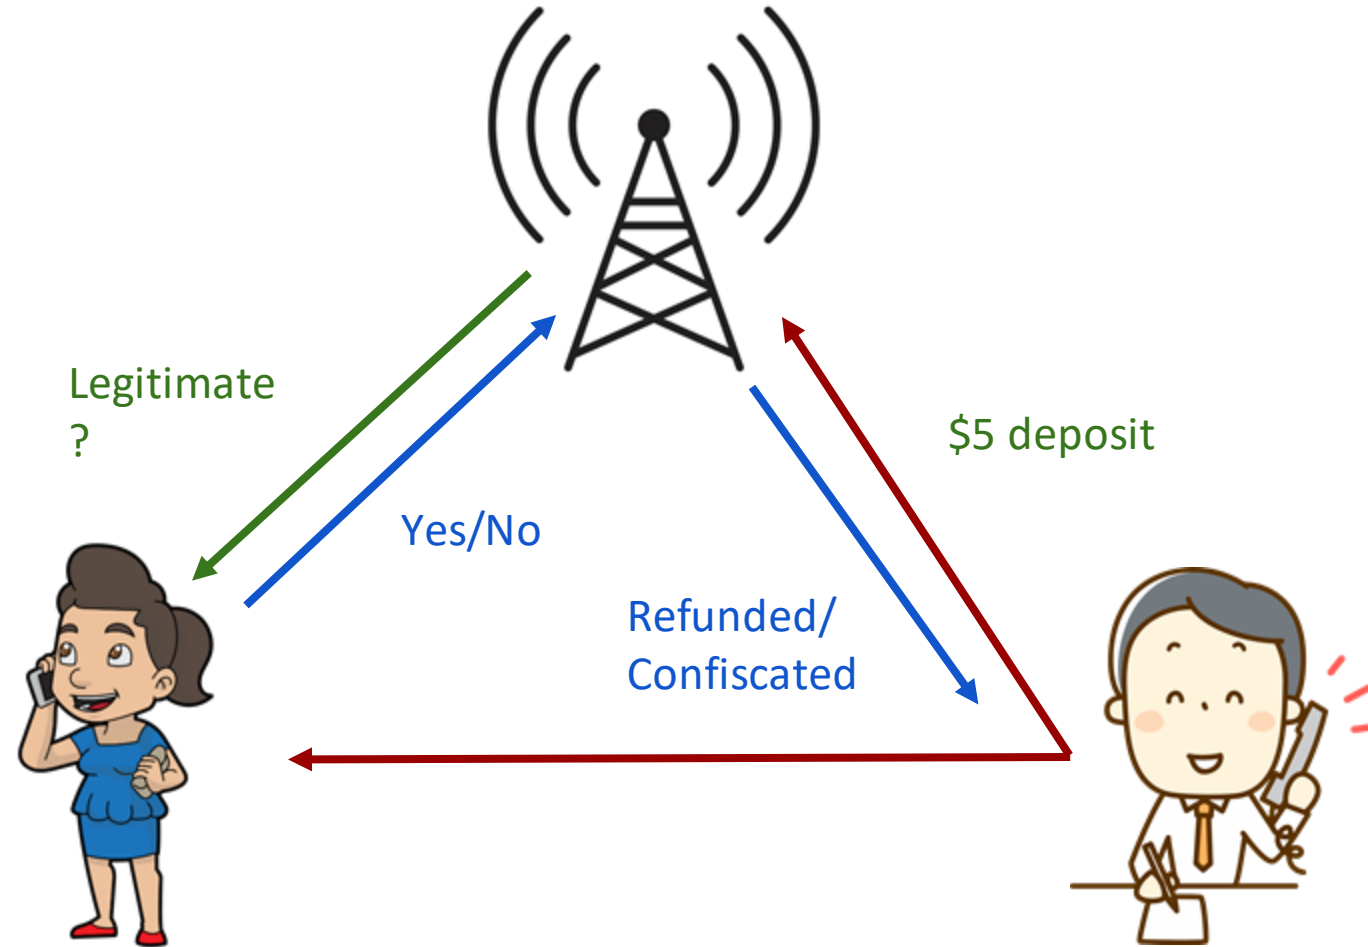 Legitimate
?
$5 deposit
Yes/No
Refunded/
Confiscated